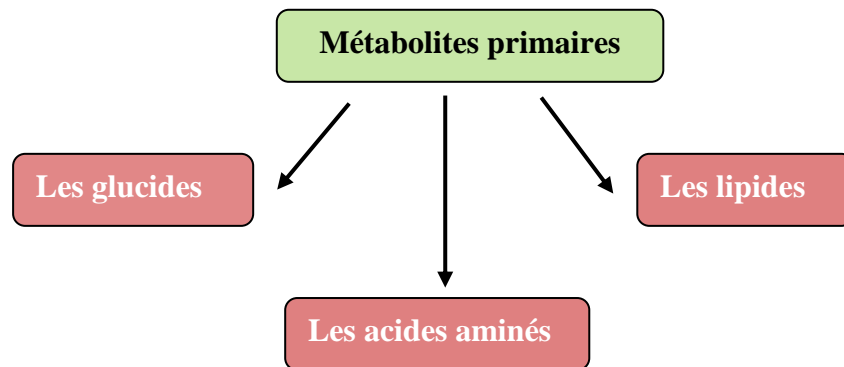 Métabolites primaires
Les glucides
Les lipides
Les acides aminés